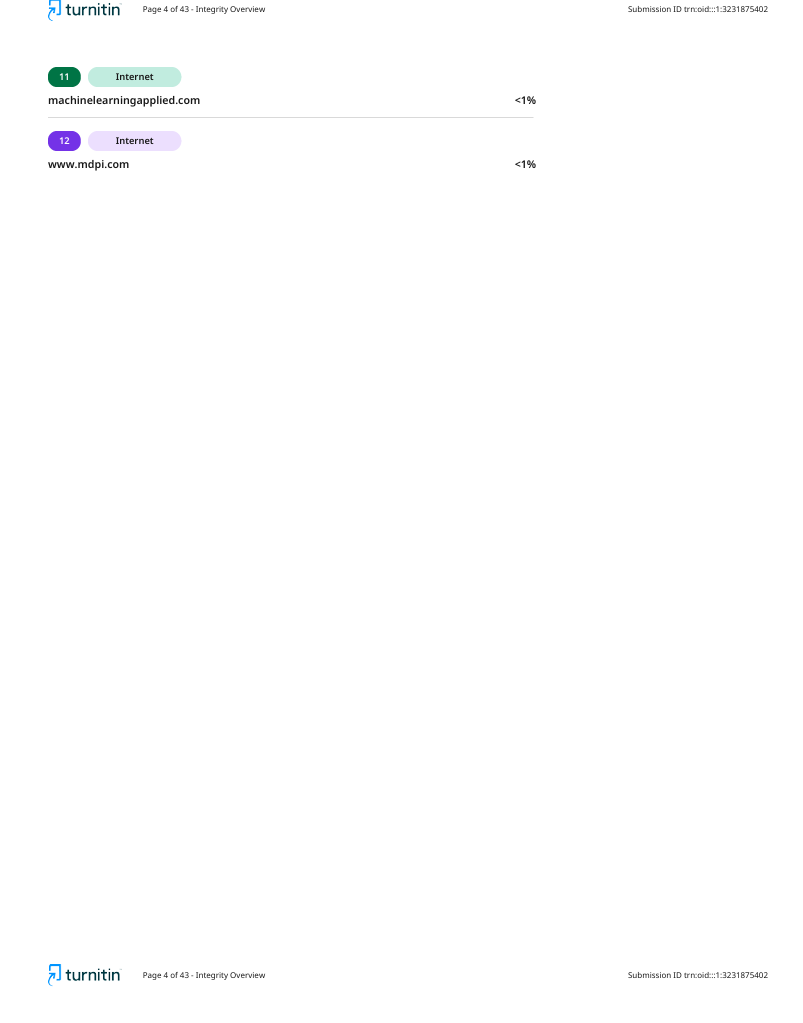 turnitin Page 4 of 43 - Integrity Overview Submission ID trn:oid:::1:3231875402
11 Internet
machinelearningapplied.com <1%
12 Internet
www.mdpi.com <1%
turnitin Page 4 of 43 - Integrity Overview Submission ID trn:oid:::1:3231875402